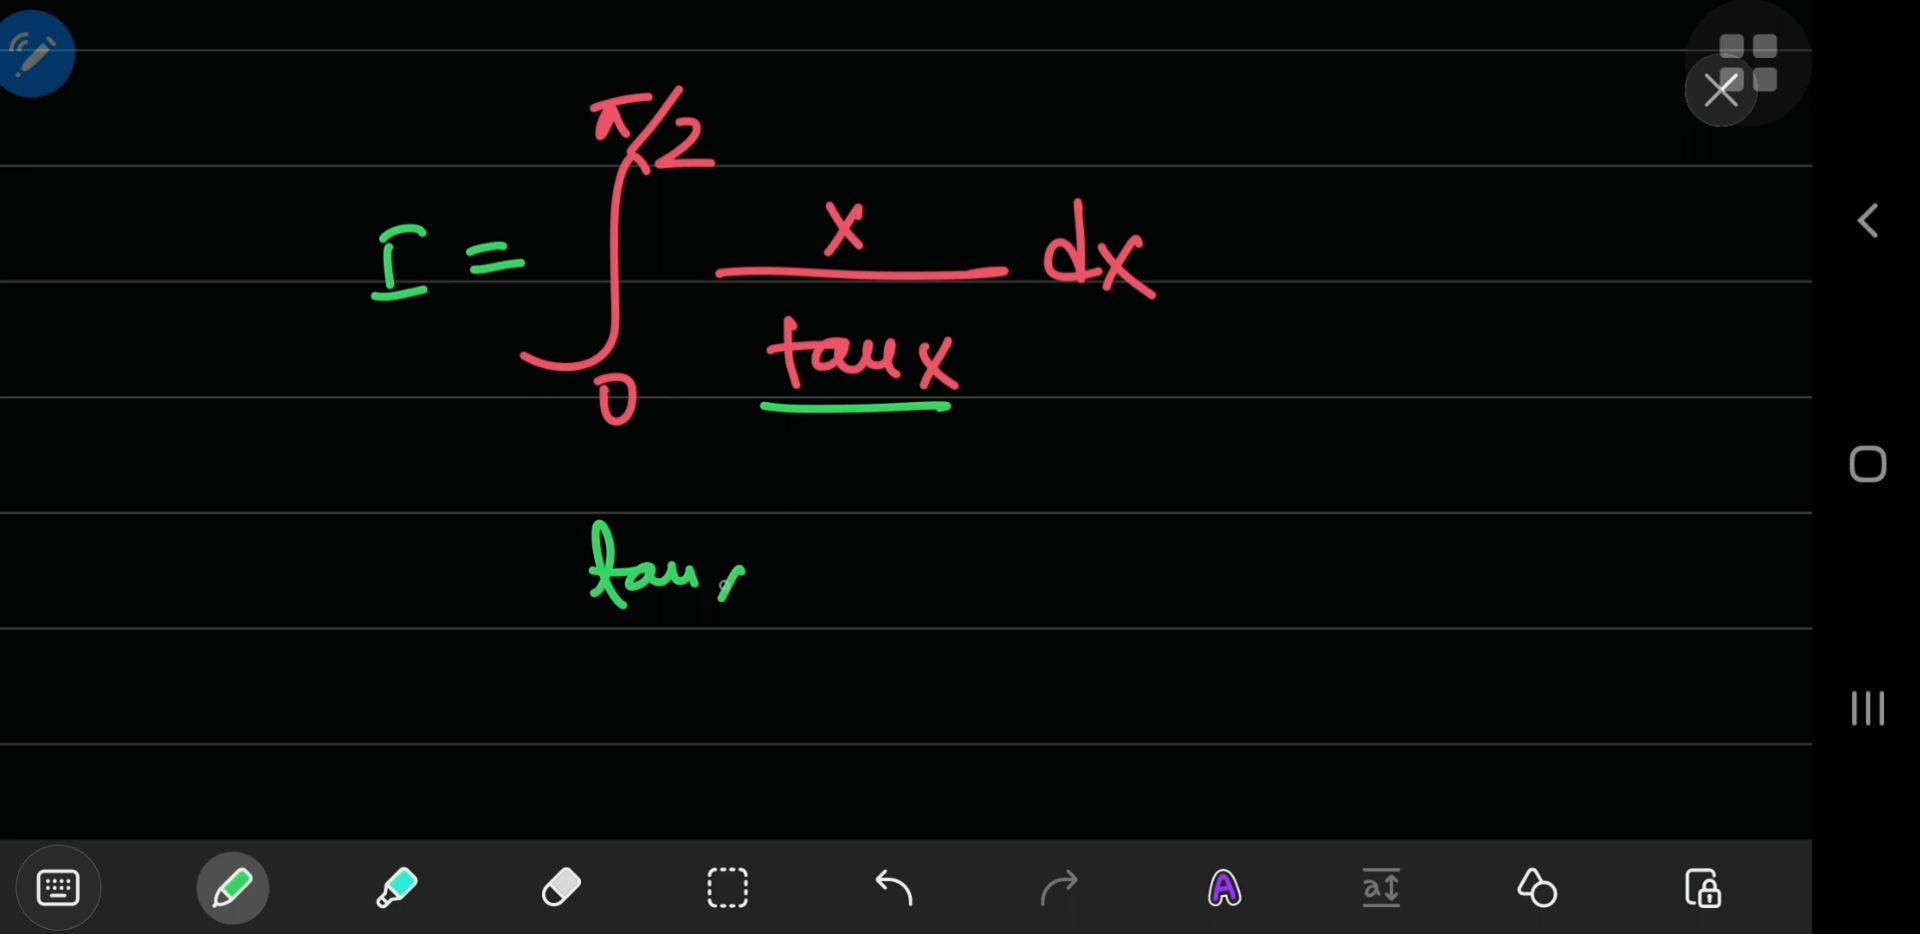 I = ∫₀^{π/2} x/tan x dx
tan